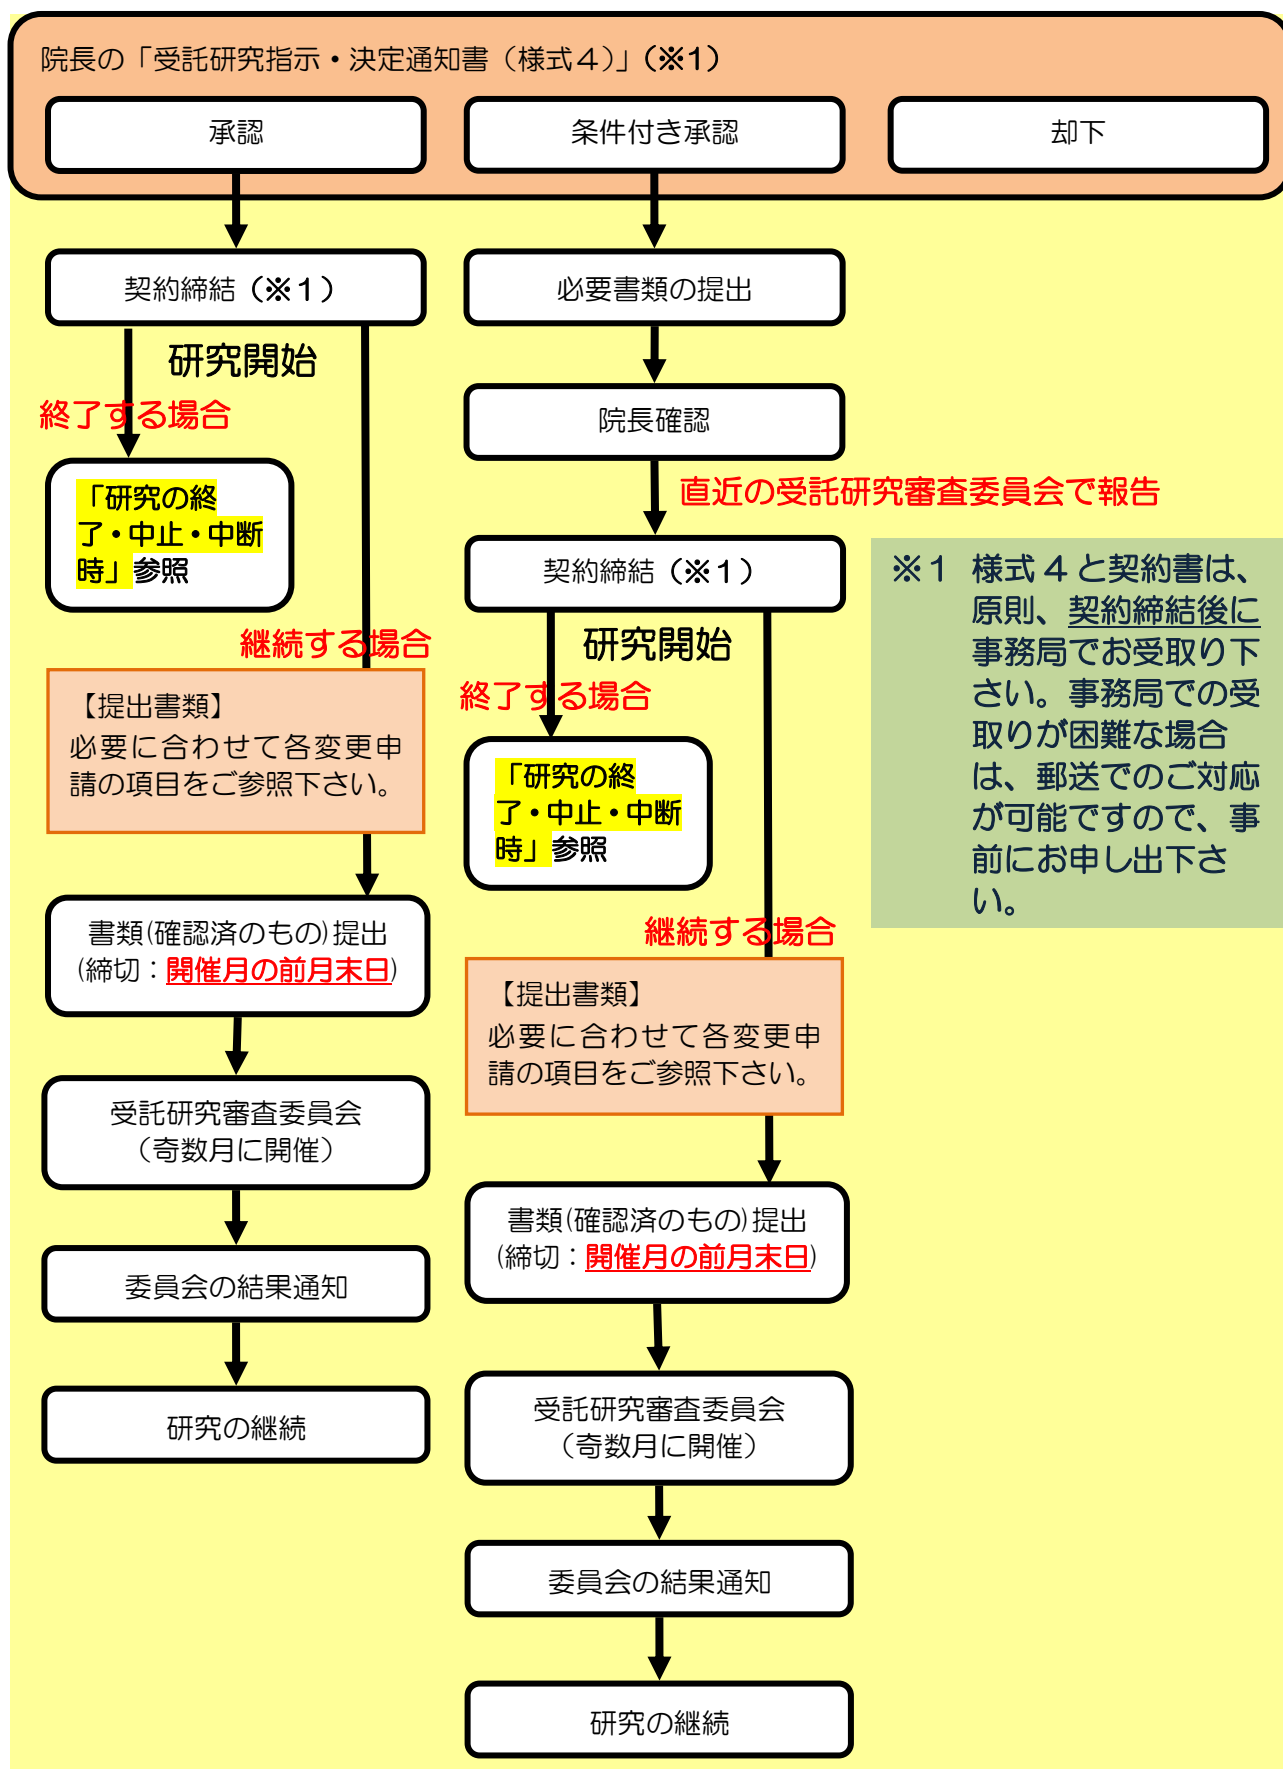 院長の「受託研究指示・決定通知書（様式４）」（※１）
承認
条件付き承認
却下
契約締結（※１）
研究開始
終了する場合
「研究の終
了・中止・中断
時」参照
継続する場合
【提出書類】
必要に合わせて各変更申
請の項目をご参照下さい。
書類(確認済のもの)提出
(締切：開催月の前月末日)
受託研究審査委員会
（奇数月に開催）
委員会の結果通知
研究の継続
必要書類の提出
院長確認
直近の受託研究審査委員会で報告
契約締結（※１）
研究開始
終了する場合
「研究の終
了・中止・中断
時」参照
継続する場合
【提出書類】
必要に合わせて各変更申
請の項目をご参照下さい。
書類(確認済のもの)提出
(締切：開催月の前月末日)
受託研究審査委員会
（奇数月に開催）
委員会の結果通知
研究の継続
※１ 様式４と契約書は、
原則、契約締結後に
事務局でお受取り下
さい。事務局での受
取りが困難な場合
は、郵送でのご対応
が可能ですので、事
前にお申し出下さ
い。